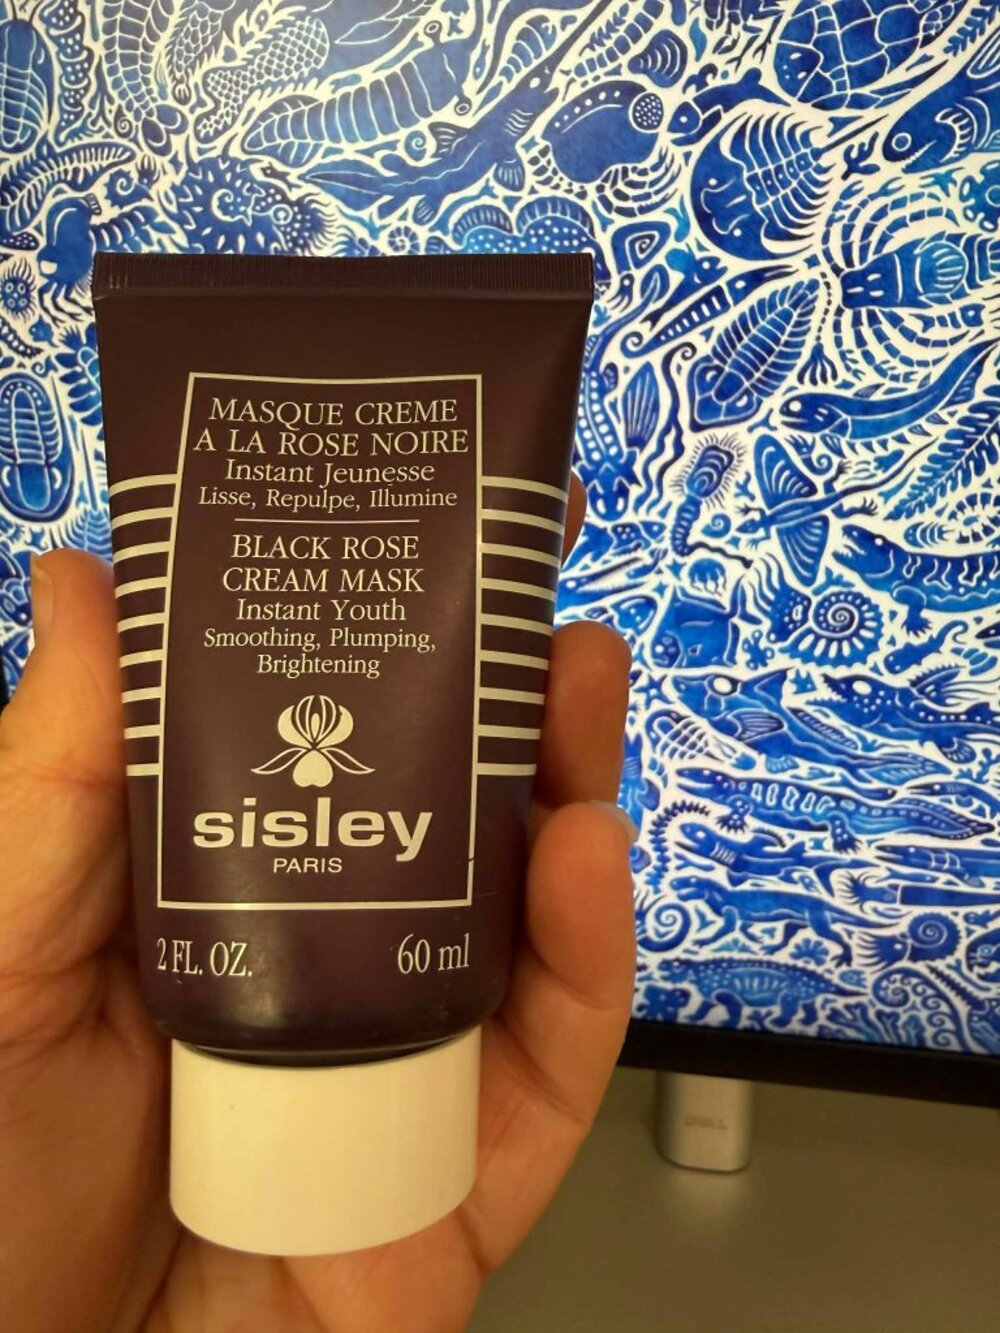 MASQUE CREME
A LA ROSE NOIRE
Instant Jeunesse
Lisse, Repulpe, Illumine
BLACK ROSE
CREAM MASK
Instant Youth
Smoothing, Plumping,
Brightening
sisley
PARIS
2 FL. OZ. 60 ml